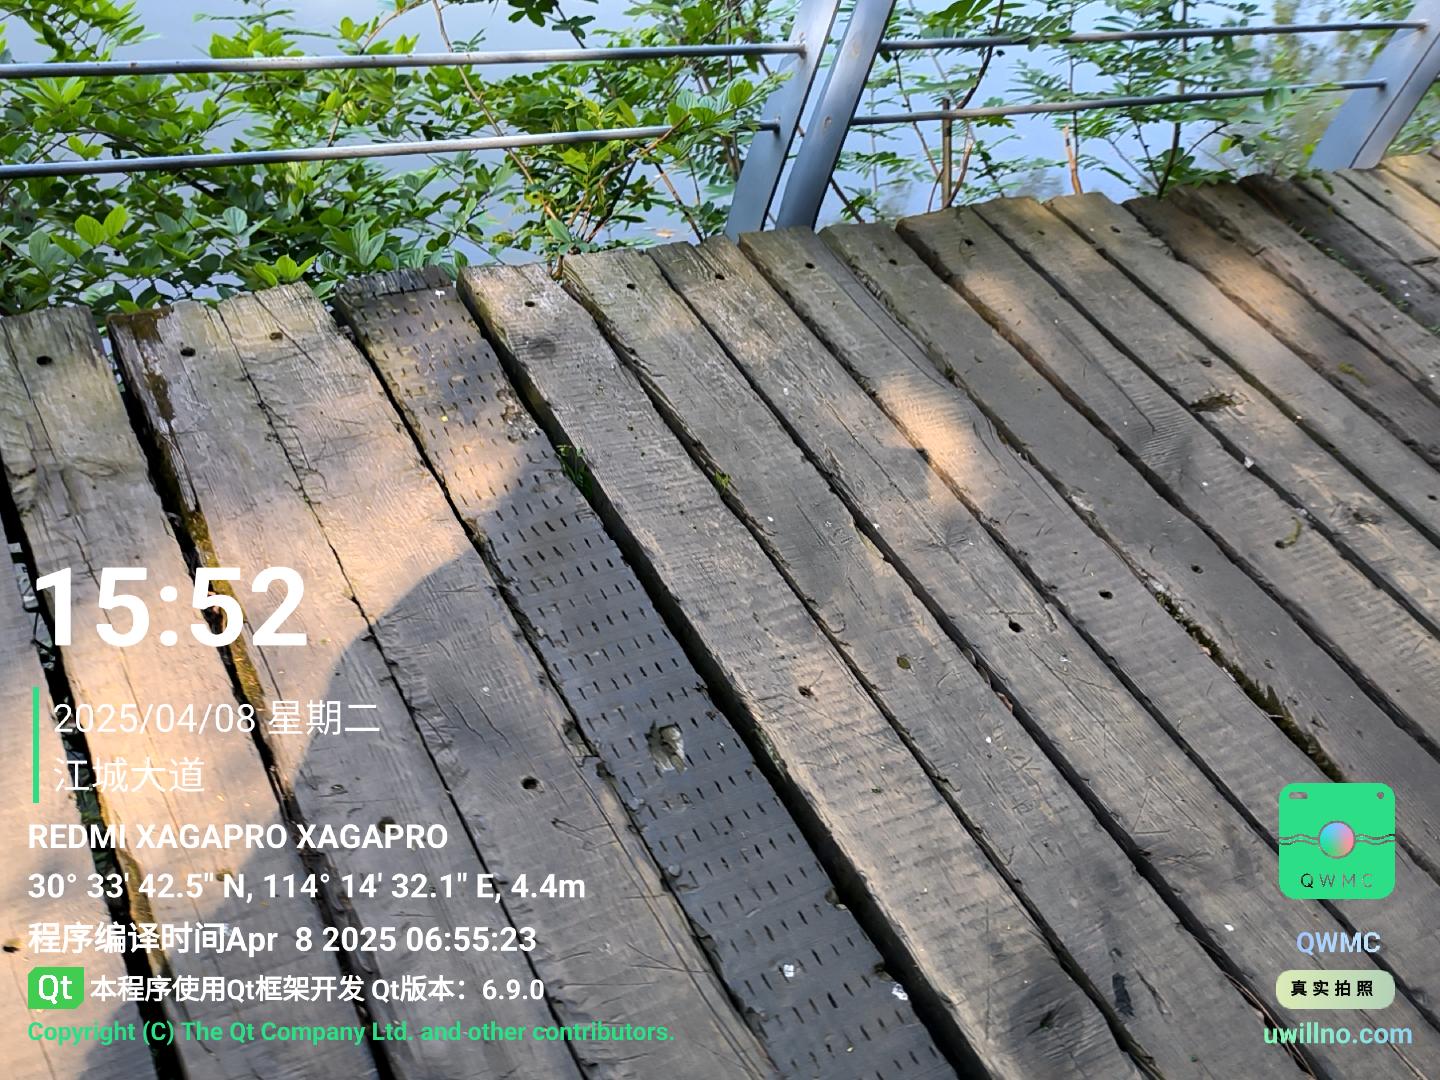 15:52
2025/04/08 星期二
江城大道
REDMI XAGAPRO XAGAPRO
30° 33' 42.5" N, 114° 14' 32.1" E, 4.4m
程序编译时间Apr  8 2025 06:55:23
Qt 本程序使用Qt框架开发 Qt版本：6.9.0
Copyright (C) The Qt Company Ltd. and other contributors.
QWMC
QWMC
真实拍照
uwillno.com